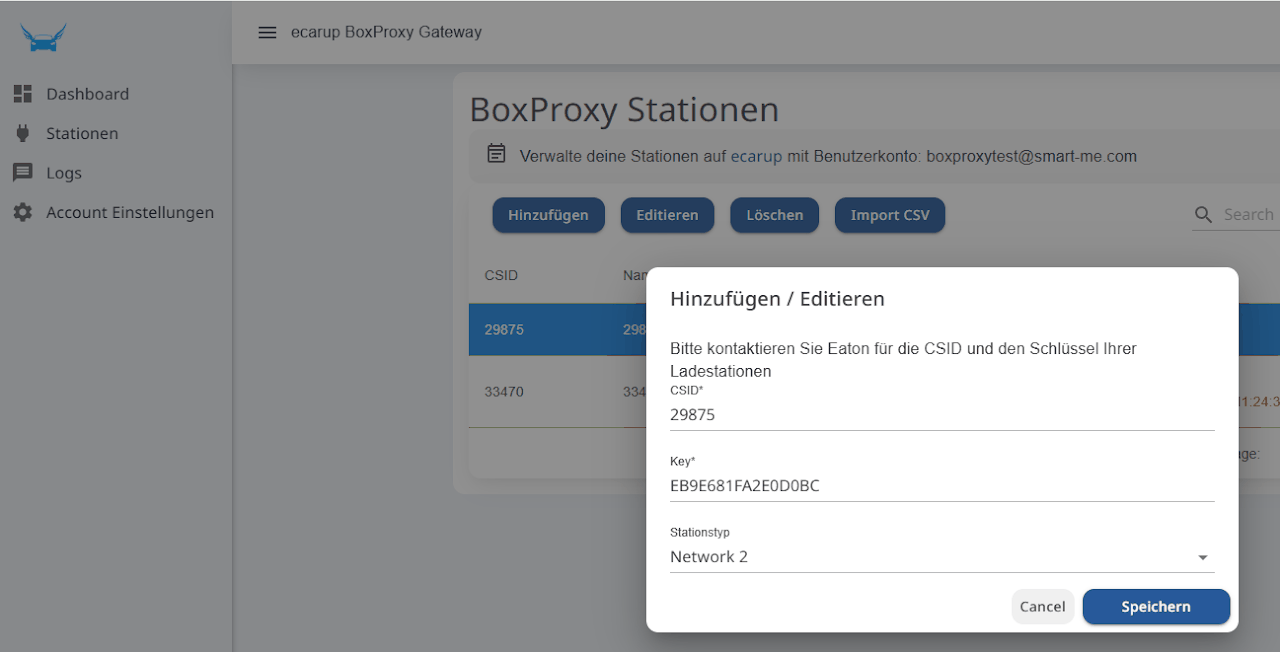 ecarup BoxProxy Gateway
Dashboard
Stationen
Logs
Account Einstellungen
BoxProxy Stationen
Verwalte deine Stationen auf ecarup mit Benutzerkonto: boxproxytest@smart-me.com
Hinzufügen Editieren Löschen Import CSV Search
CSID
29875
33470
Hinzufügen / Editieren
Bitte kontaktieren Sie Eaton für die CSID und den Schlüssel Ihrer
Ladestationen
CSID*
29875
Key*
EB9E681FA2E0D0BC
Stationstyp
Network 2
Cancel Speichern